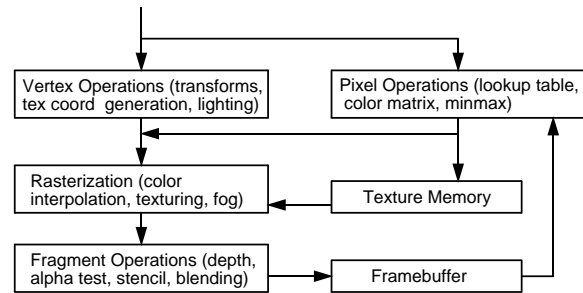 Vertex Operations (transforms,
tex coord generation, lighting)
Pixel Operations (lookup table,
color matrix, minmax)
Rasterization (color
interpolation, texturing, fog)
Texture Memory
Fragment Operations (depth,
alpha test, stencil, blending)
Framebuffer